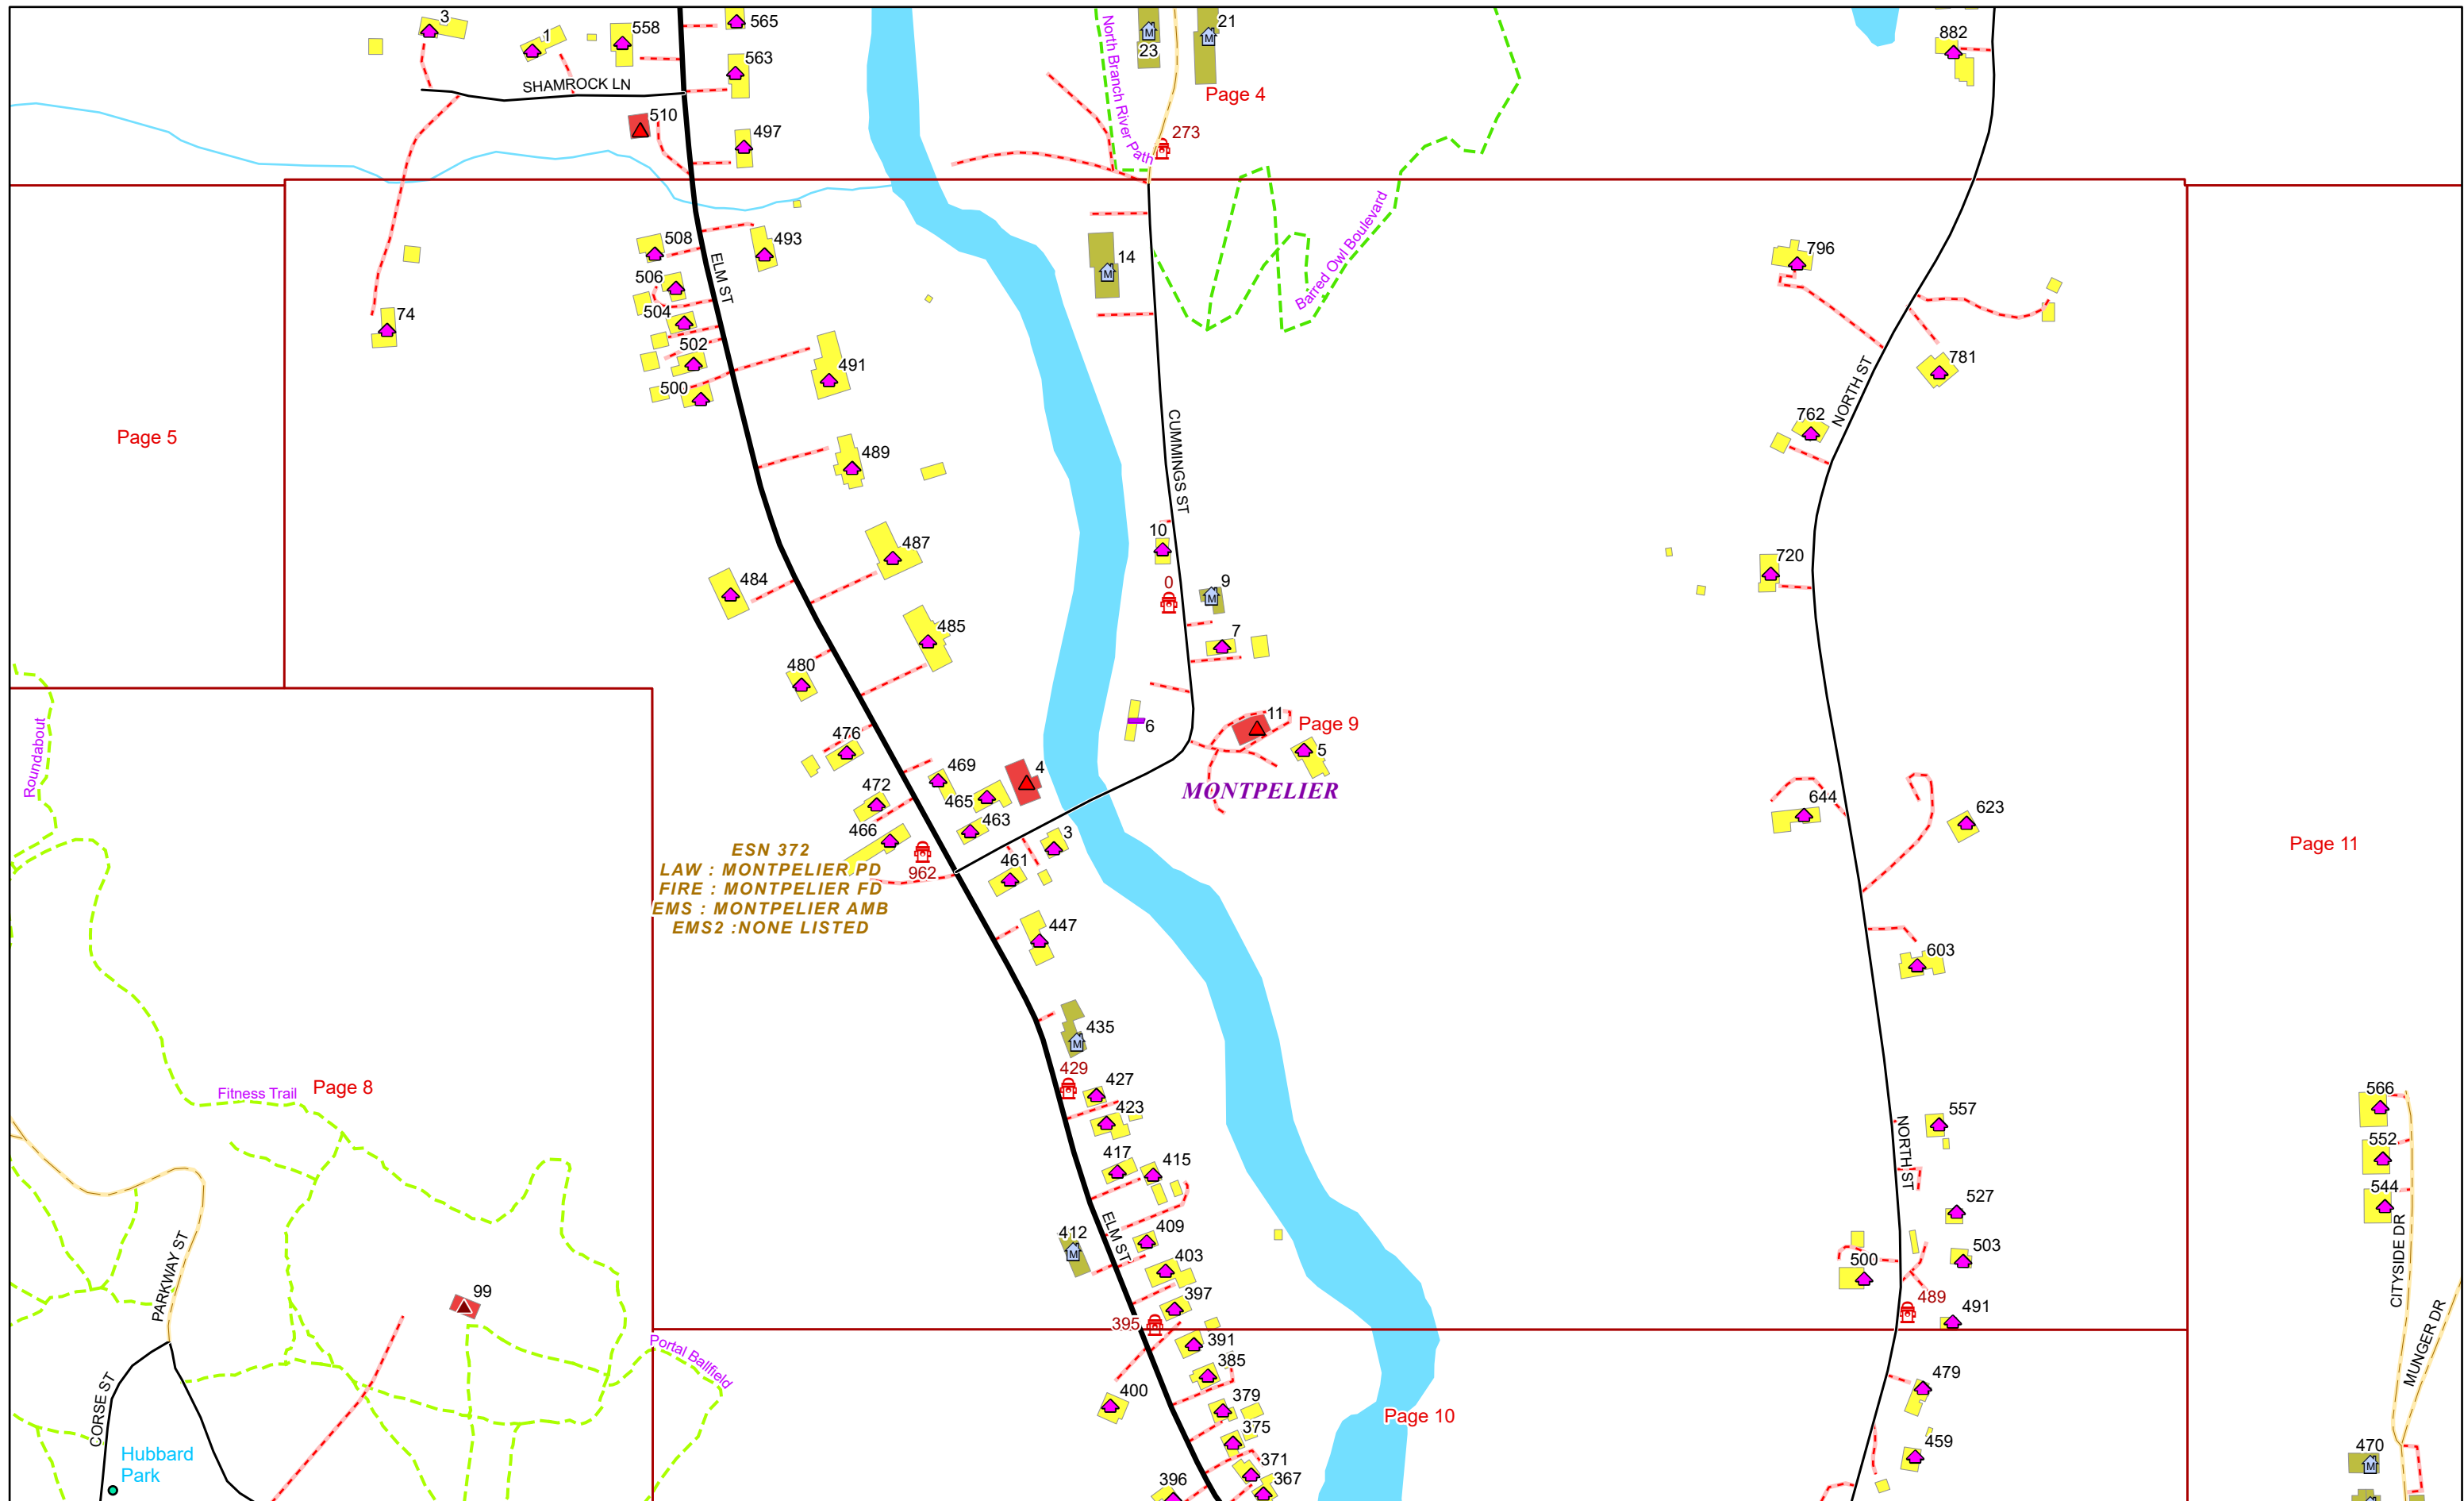 3
1
558
565
563
SHAMROCK LN
510
497
North Branch River Path
23
21
Page 4
273
882
508
493
506
504
502
500
ELM ST
491
74
14
Barred Owl Boulevard
796
781
762
NORTH ST
Page 5
489
CUMMINGS ST
487
484
485
480
10
0
9
7
720
6
11
Page 9
5
MONTPELIER
Roundabout
476
469
4
472
465
463
466
3
461
962
ESN 372
LAW : MONTPELIER PD
FIRE : MONTPELIER FD
EMS : MONTPELIER AMB
EMS2 :NONE LISTED
644
623
Page 11
447
603
435
429
427
423
417
415
412
ELM ST
409
403
397
395
Fitness Trail
Page 8
557
NORTH ST
527
503
500
489
491
566
552
544
CITYSIDE DR
MUNGER DR
PARKWAY ST
99
Portal Ballfield
CORSE ST
Hubbard
Park
391
385
400
379
375
371
367
396
Page 10
479
459
470